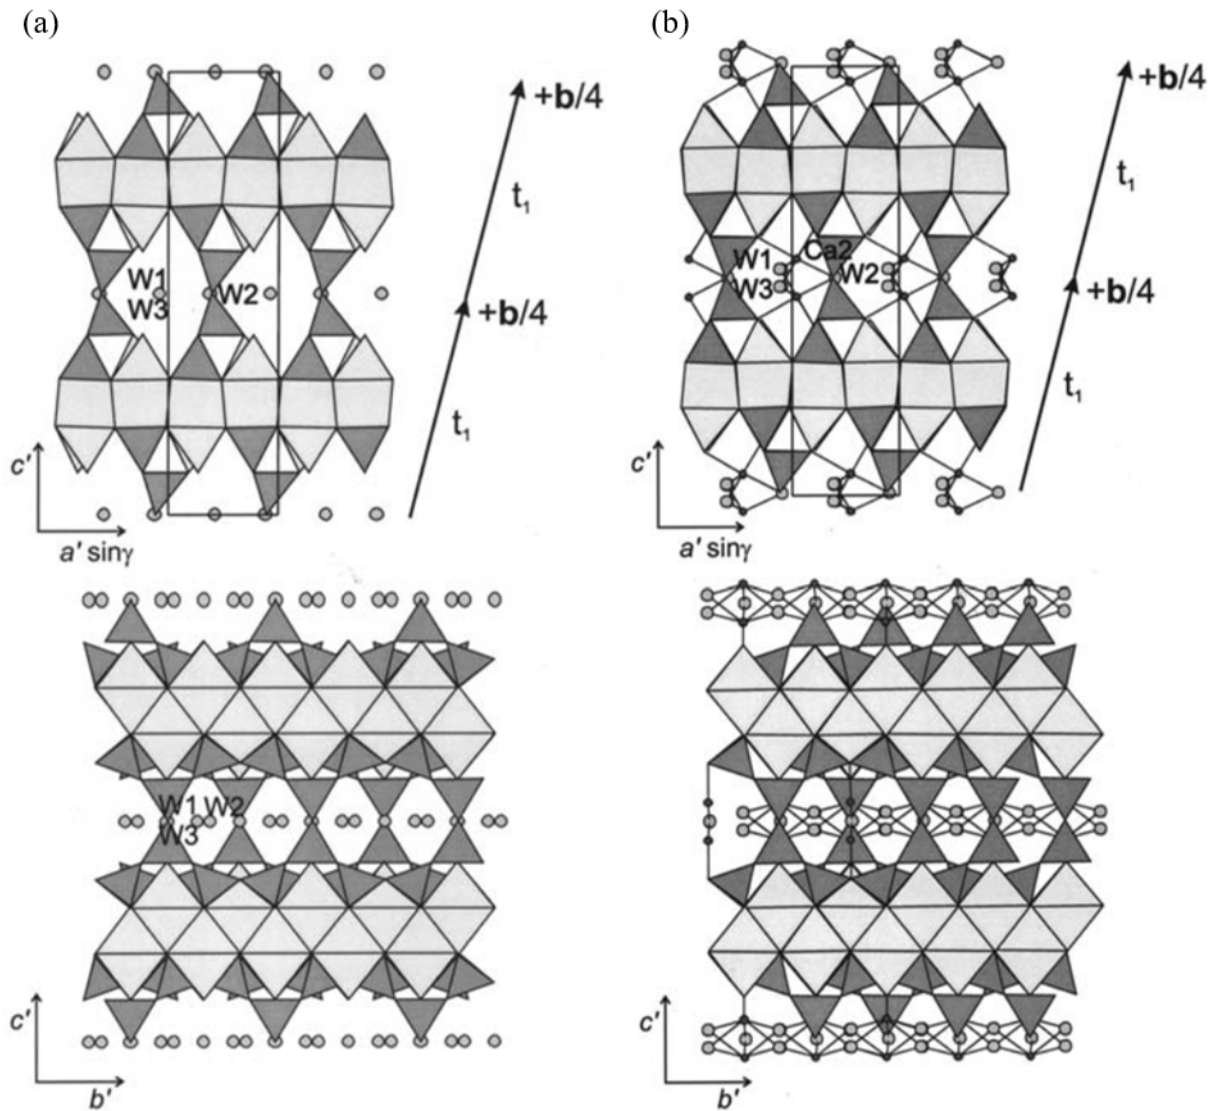 (a)
+b/4
t₁
W1
W3
W2
+b/4
t₁
c'
a' sinγ
(b)
+b/4
t₁
Ca2
W1
W3
W2
+b/4
t₁
c'
a' sinγ
W1 W2
W3
c'
b'
c'
b'